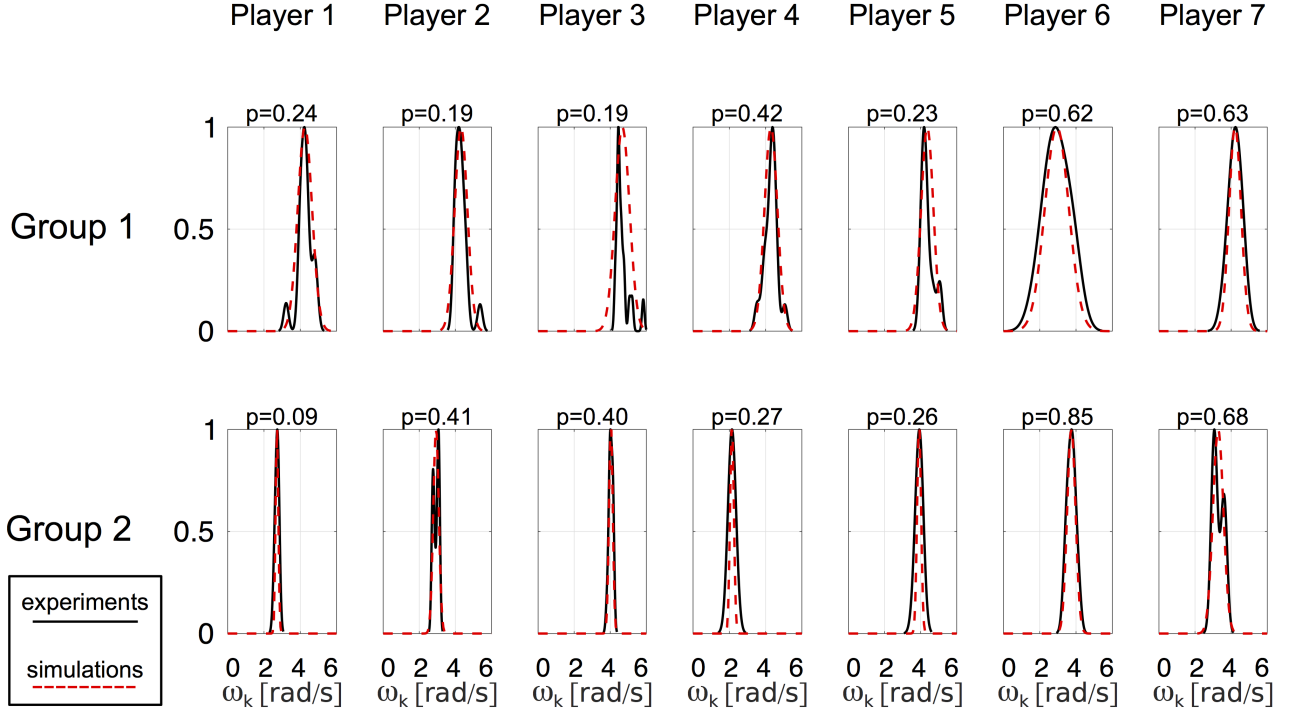 Player 1 Player 2 Player 3 Player 4 Player 5 Player 6 Player 7
p=0.24 p=0.19 p=0.19 p=0.42 p=0.23 p=0.62 p=0.63
1
Group 1
0.5
0
p=0.09 p=0.41 p=0.40 p=0.27 p=0.26 p=0.85 p=0.68
1
Group 2
0.5
experiments
0
simulations
0 2 4 6 0 2 4 6 0 2 4 6 0 2 4 6 0 2 4 6 0 2 4 6 0 2 4 6
ωk [rad/s] ωk [rad/s] ωk [rad/s] ωk [rad/s] ωk [rad/s] ωk [rad/s] ωk [rad/s]